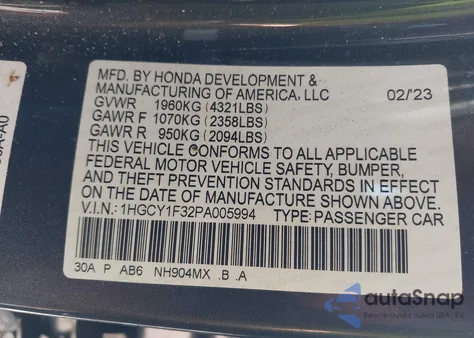 MFD. BY HONDA DEVELOPMENT &
MANUFACTURING OF AMERICA, LLC 02/'23
GVWR 1960KG (4321LBS)
GAWR F 1070KG (2358LBS)
GAWR R 950KG (2094LBS)
THIS VEHICLE CONFORMS TO ALL APPLICABLE
FEDERAL MOTOR VEHICLE SAFETY, BUMPER,
AND THEFT PREVENTION STANDARDS IN EFFECT
ON THE DATE OF MANUFACTURE SHOWN ABOVE.
V.I.N.: 1HGCY1F32PA005994 TYPE: PASSENGER CAR
30A P AB6 NH904MX .B .A
autoSnap